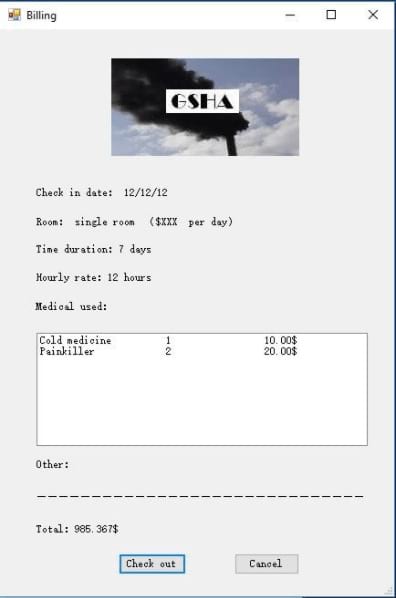 Billing
GSHA
Check in date: 12/12/12
Room: single room ($XXX per day)
Time duration: 7 days
Hourly rate: 12 hours
Medical used:
Cold medicine 1 10.00$
Painkiller 2 20.00$
Other:
Total: 985.367$
Check out Cancel